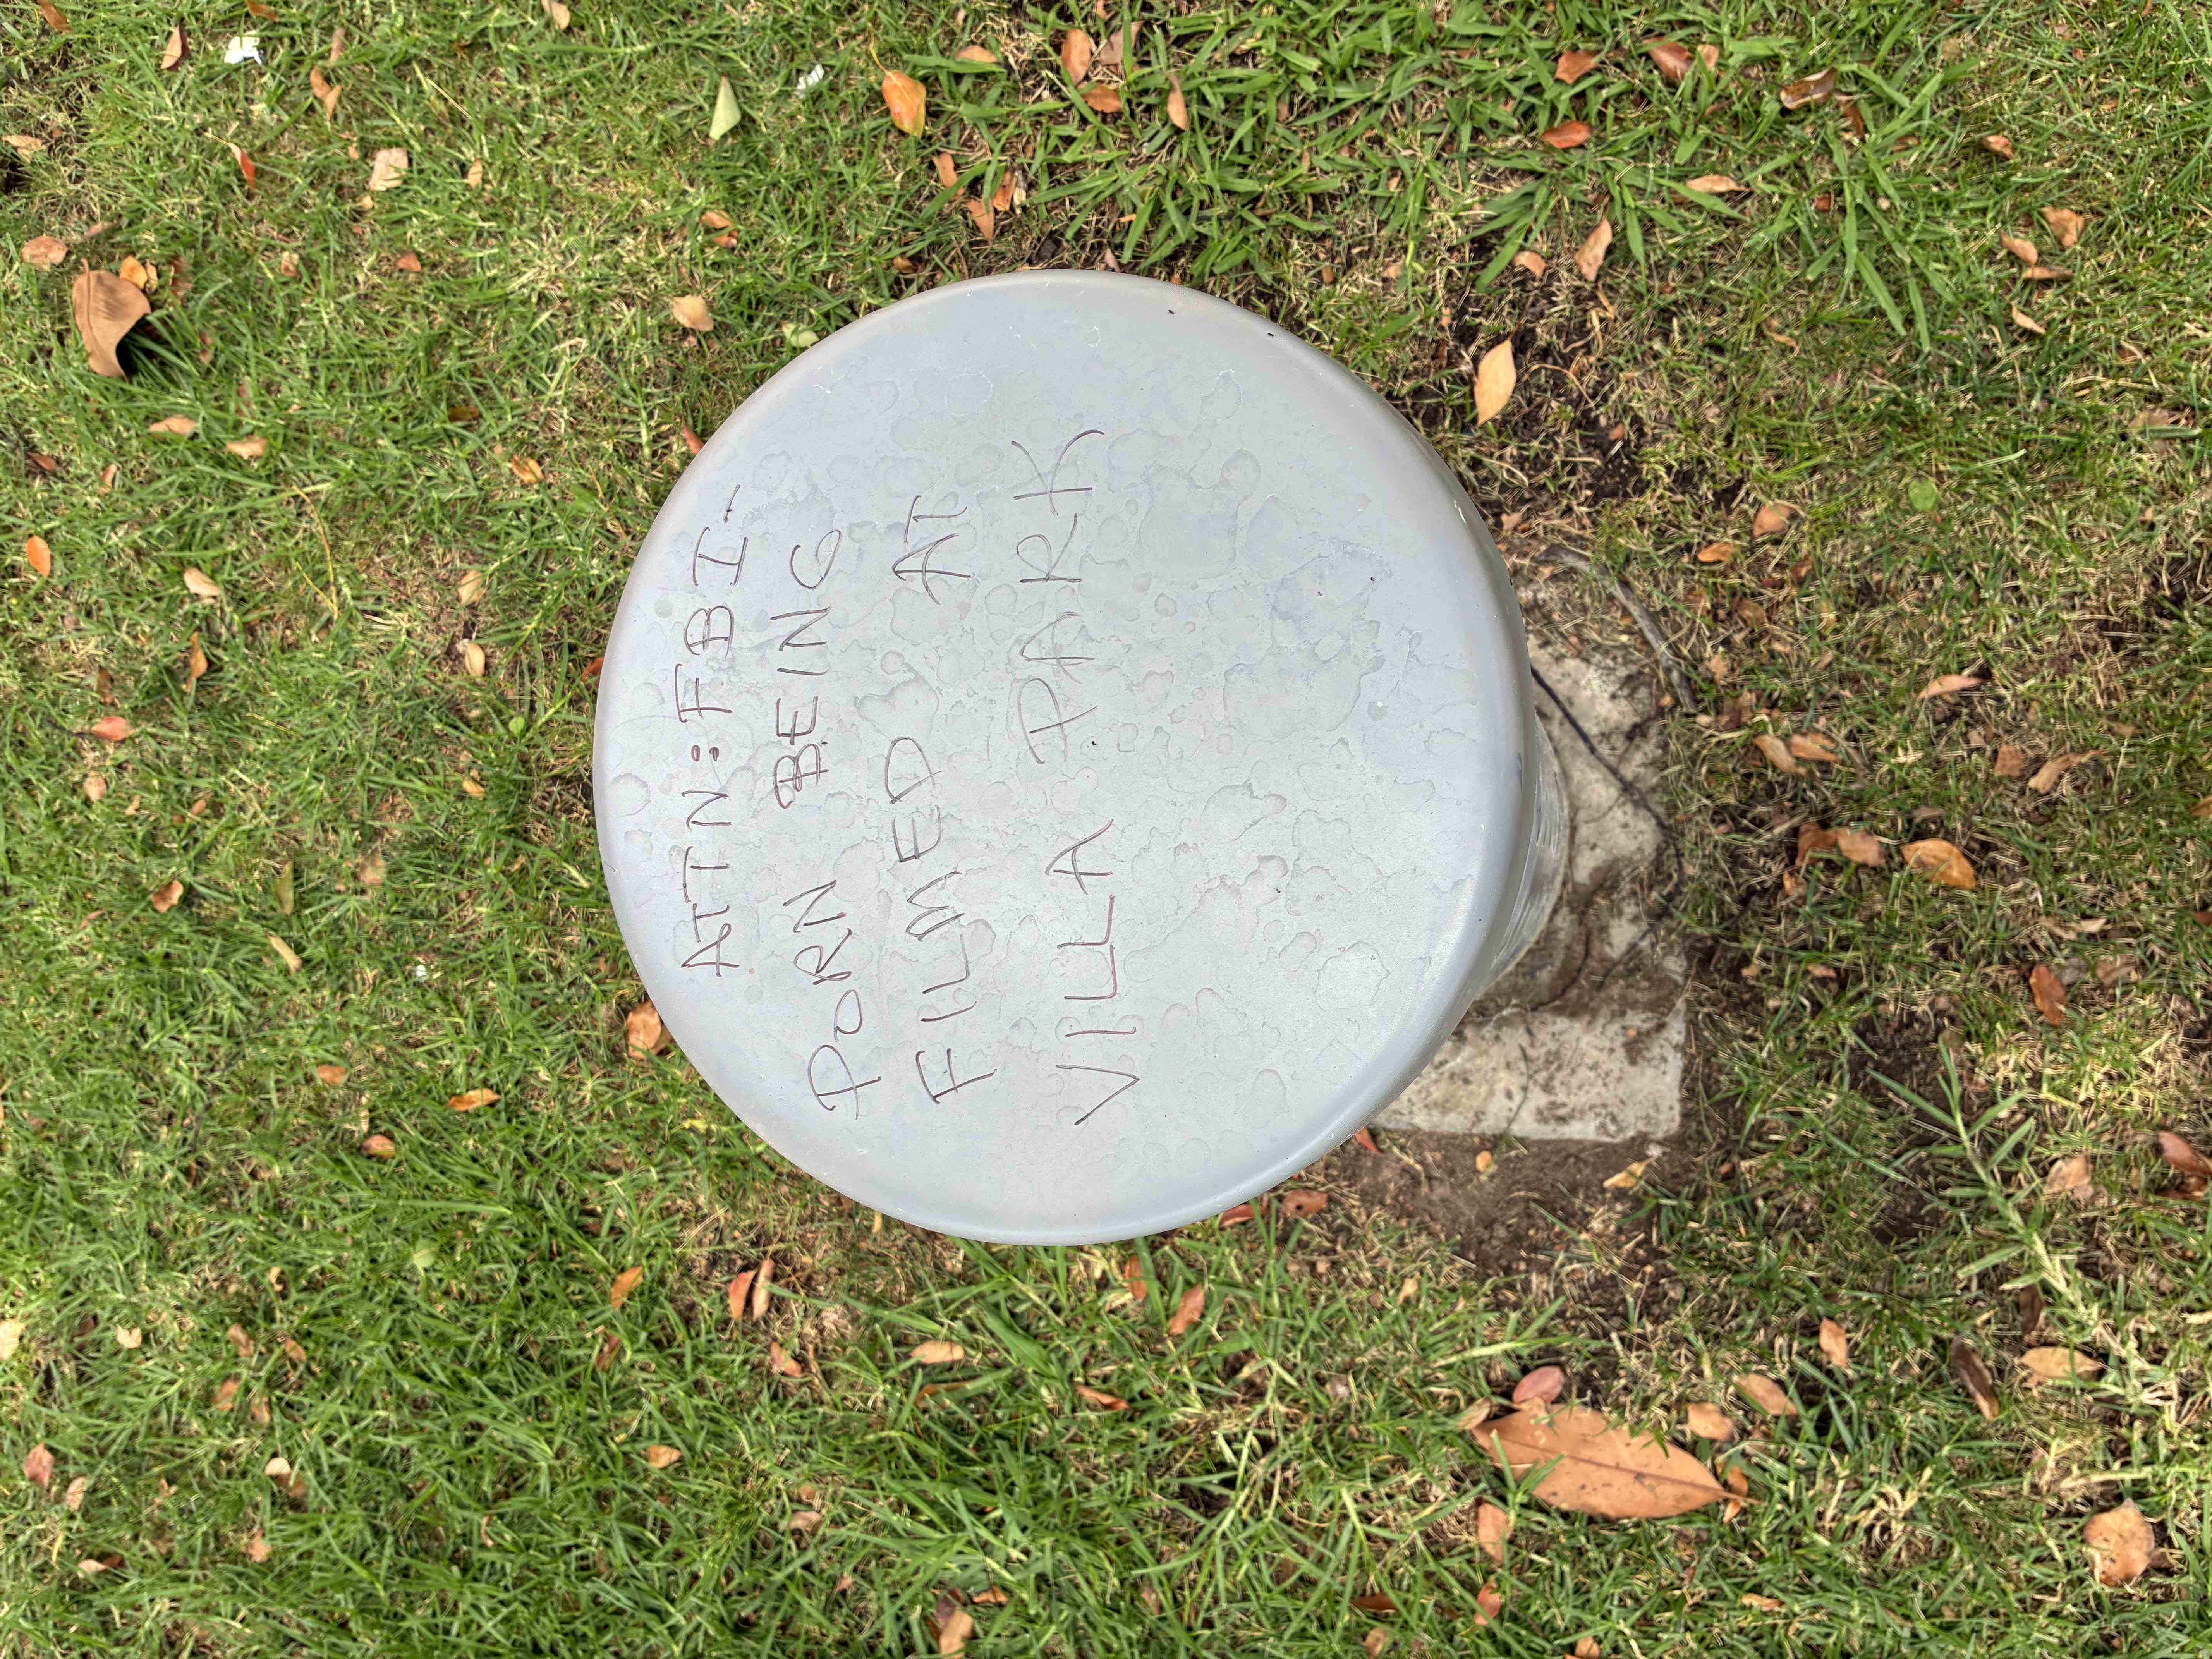 ATTN: FBI-
PORN BEING
FILMED AT
VILLA PARK